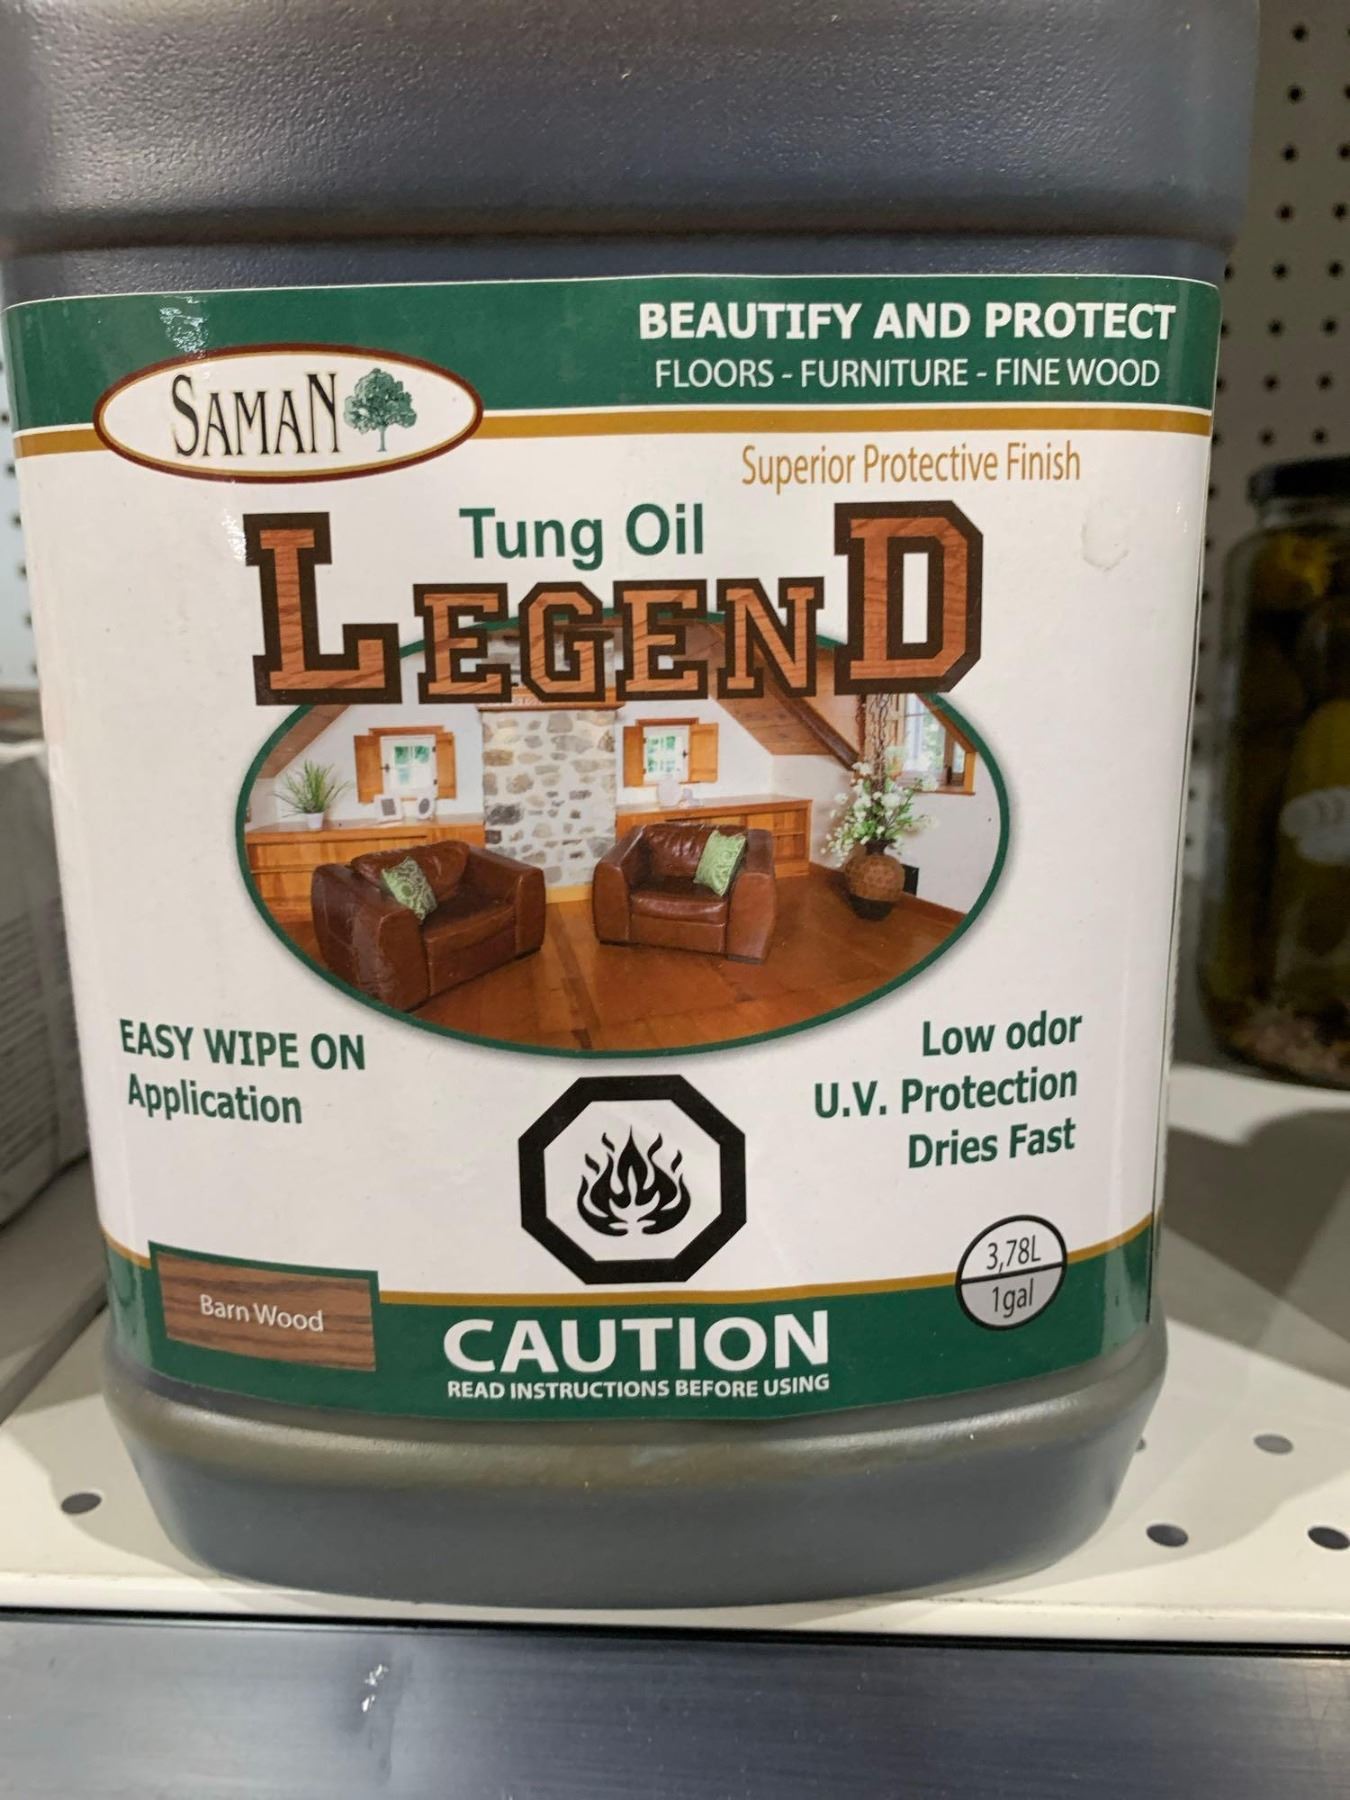 BEAUTIFY AND PROTECT
FLOORS - FURNITURE - FINE WOOD
SAMAN
Superior Protective Finish
Tung Oil
LEGEND
EASY WIPE ON
Application
Low odor
U.V. Protection
Dries Fast
3,78L
1gal
Barn Wood
CAUTION
READ INSTRUCTIONS BEFORE USING